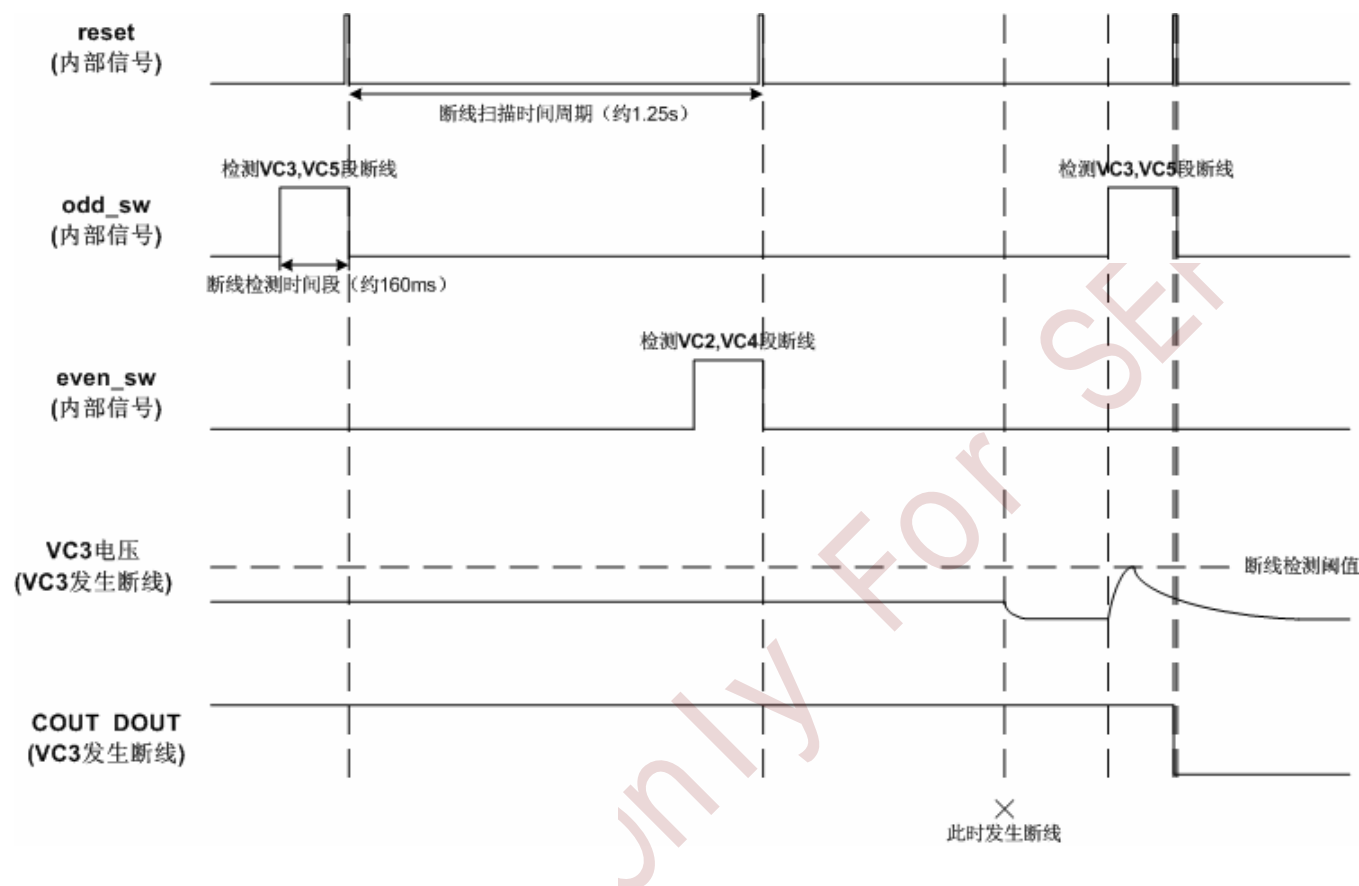 reset
(内部信号)
断线扫描时间周期（约1.25s）
检测VC3,VC5段断线
检测VC3,VC5段断线
odd_sw
(内部信号)
断线检测时间段（约160ms）
检测VC2,VC4段断线
even_sw
(内部信号)
VC3电压
(VC3发生断线)
断线检测阈值
COUT DOUT
(VC3发生断线)
此时发生断线
only For SEM